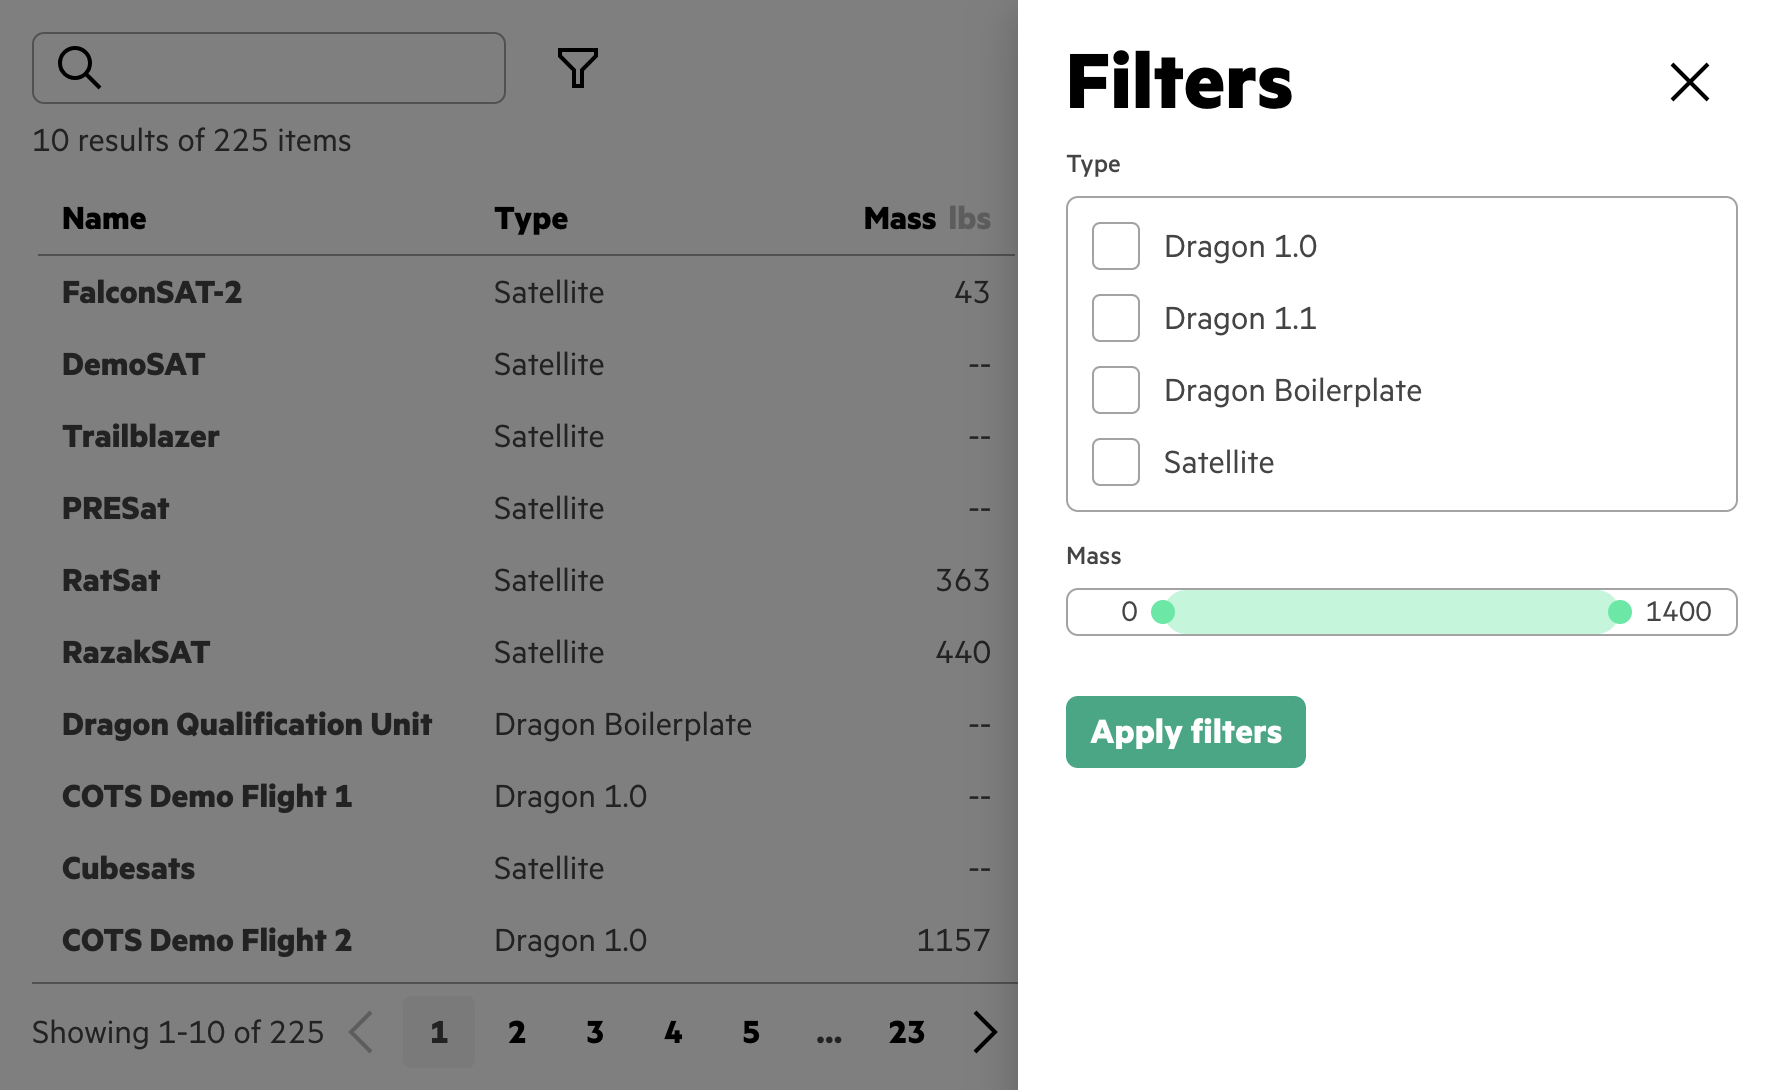 10 results of 225 items
Name Type Mass lbs
FalconSAT-2 Satellite 43
DemoSAT Satellite --
Trailblazer Satellite --
PRESat Satellite --
RatSat Satellite 363
RazakSAT Satellite 440
Dragon Qualification Unit Dragon Boilerplate --
COTS Demo Flight 1 Dragon 1.0 --
Cubesats Satellite --
COTS Demo Flight 2 Dragon 1.0 1157
Showing 1-10 of 225 1 2 3 4 5 ... 23
Filters
Type
Dragon 1.0
Dragon 1.1
Dragon Boilerplate
Satellite
Mass
0 1400
Apply filters